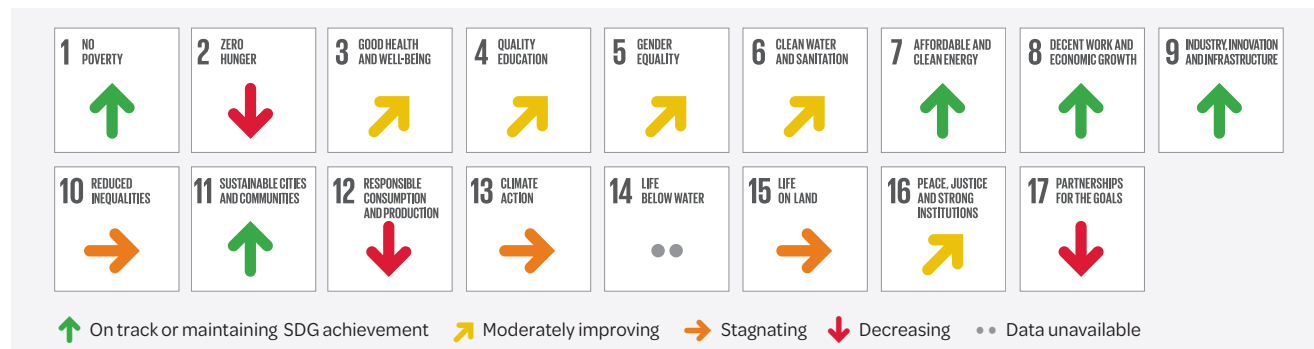 1 NO
POVERTY
2 ZERO
HUNGER
3 GOOD HEALTH
AND WELL-BEING
4 QUALITY
EDUCATION
5 GENDER
EQUALITY
6 CLEAN WATER
AND SANITATION
7 AFFORDABLE AND
CLEAN ENERGY
8 DECENT WORK AND
ECONOMIC GROWTH
9 INDUSTRY, INNOVATION
AND INFRASTRUCTURE
10 REDUCED
INEQUALITIES
11 SUSTAINABLE CITIES
AND COMMUNITIES
12 RESPONSIBLE
CONSUMPTION
AND PRODUCTION
13 CLIMATE
ACTION
14 LIFE
BELOW WATER
15 LIFE
ON LAND
16 PEACE, JUSTICE
AND STRONG
INSTITUTIONS
17 PARTNERSHIPS
FOR THE GOALS
On track or maintaining SDG achievement Moderately improving Stagnating Decreasing Data unavailable